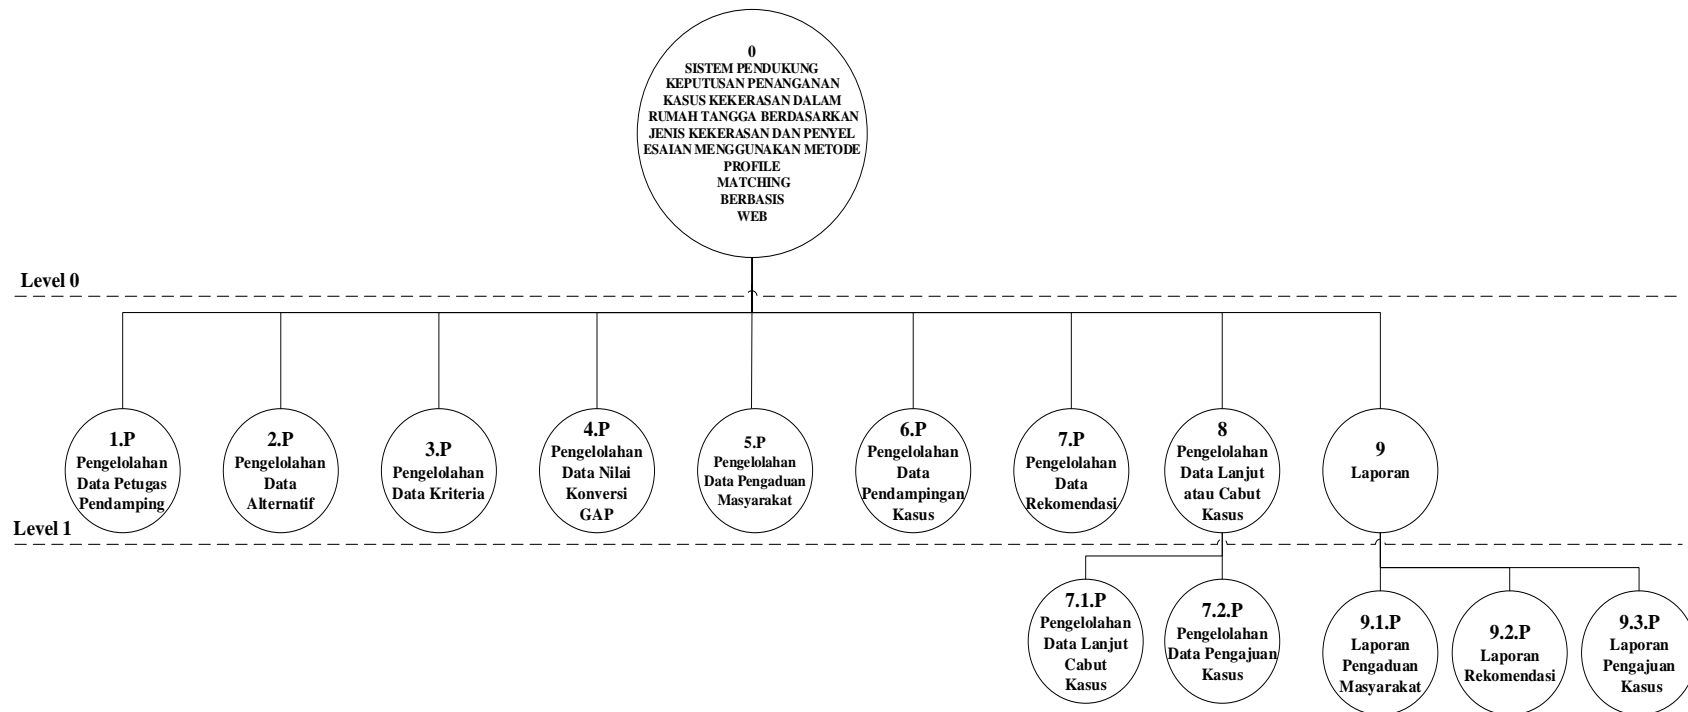 0
SISTEM PENDUKUNG
KEPUTUSAN PENANGANAN
KASUS KEKERASAN DALAM
RUMAH TANGGA BERDASARKAN
JENIS KEKERASAN DAN PENYEL
ESAIAN MENGGUNAKAN METODE
PROFILE
MATCHING
BERBASIS
WEB
Level 0
1.P
Pengelolahan
Data Petugas
Pendamping
2.P
Pengelolahan
Data
Alternatif
3.P
Pengelolahan
Data Kriteria
4.P
Pengelolahan
Data Nilai
Konversi
GAP
5.P
Pengelolahan
Data Pengaduan
Masyarakat
6.P
Pengelolahan
Data
Pendampingan
Kasus
7.P
Pengelolahan
Data
Rekomendasi
8
Pengelolahan
Data Lanjut
atau Cabut
Kasus
9
Laporan
Level 1
7.1.P
Pengelolahan
Data Lanjut
Cabut
Kasus
7.2.P
Pengelolahan
Data Pengajuan
Kasus
9.1.P
Laporan
Pengaduan
Masyarakat
9.2.P
Laporan
Rekomendasi
9.3.P
Laporan
Pengajuan
Kasus